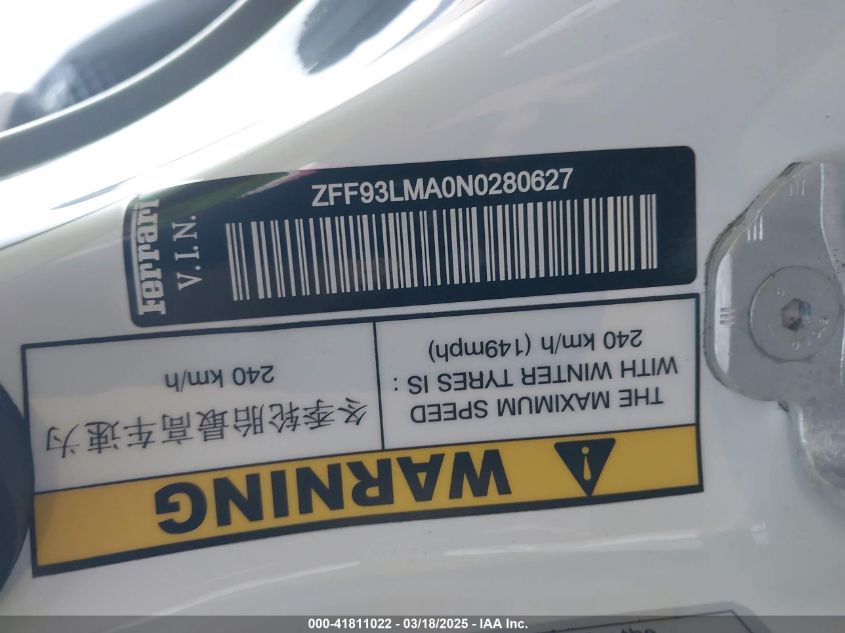 Ferrari
V.I.N.
ZFF93LMA0N0280627
WARNING
THE MAXIMUM SPEED
WITH WINTER TYRES IS :
240 km/h (149mph)
冬季轮胎最高车速为
240 km/h
000-41811022 - 03/18/2025 - IAA Inc.